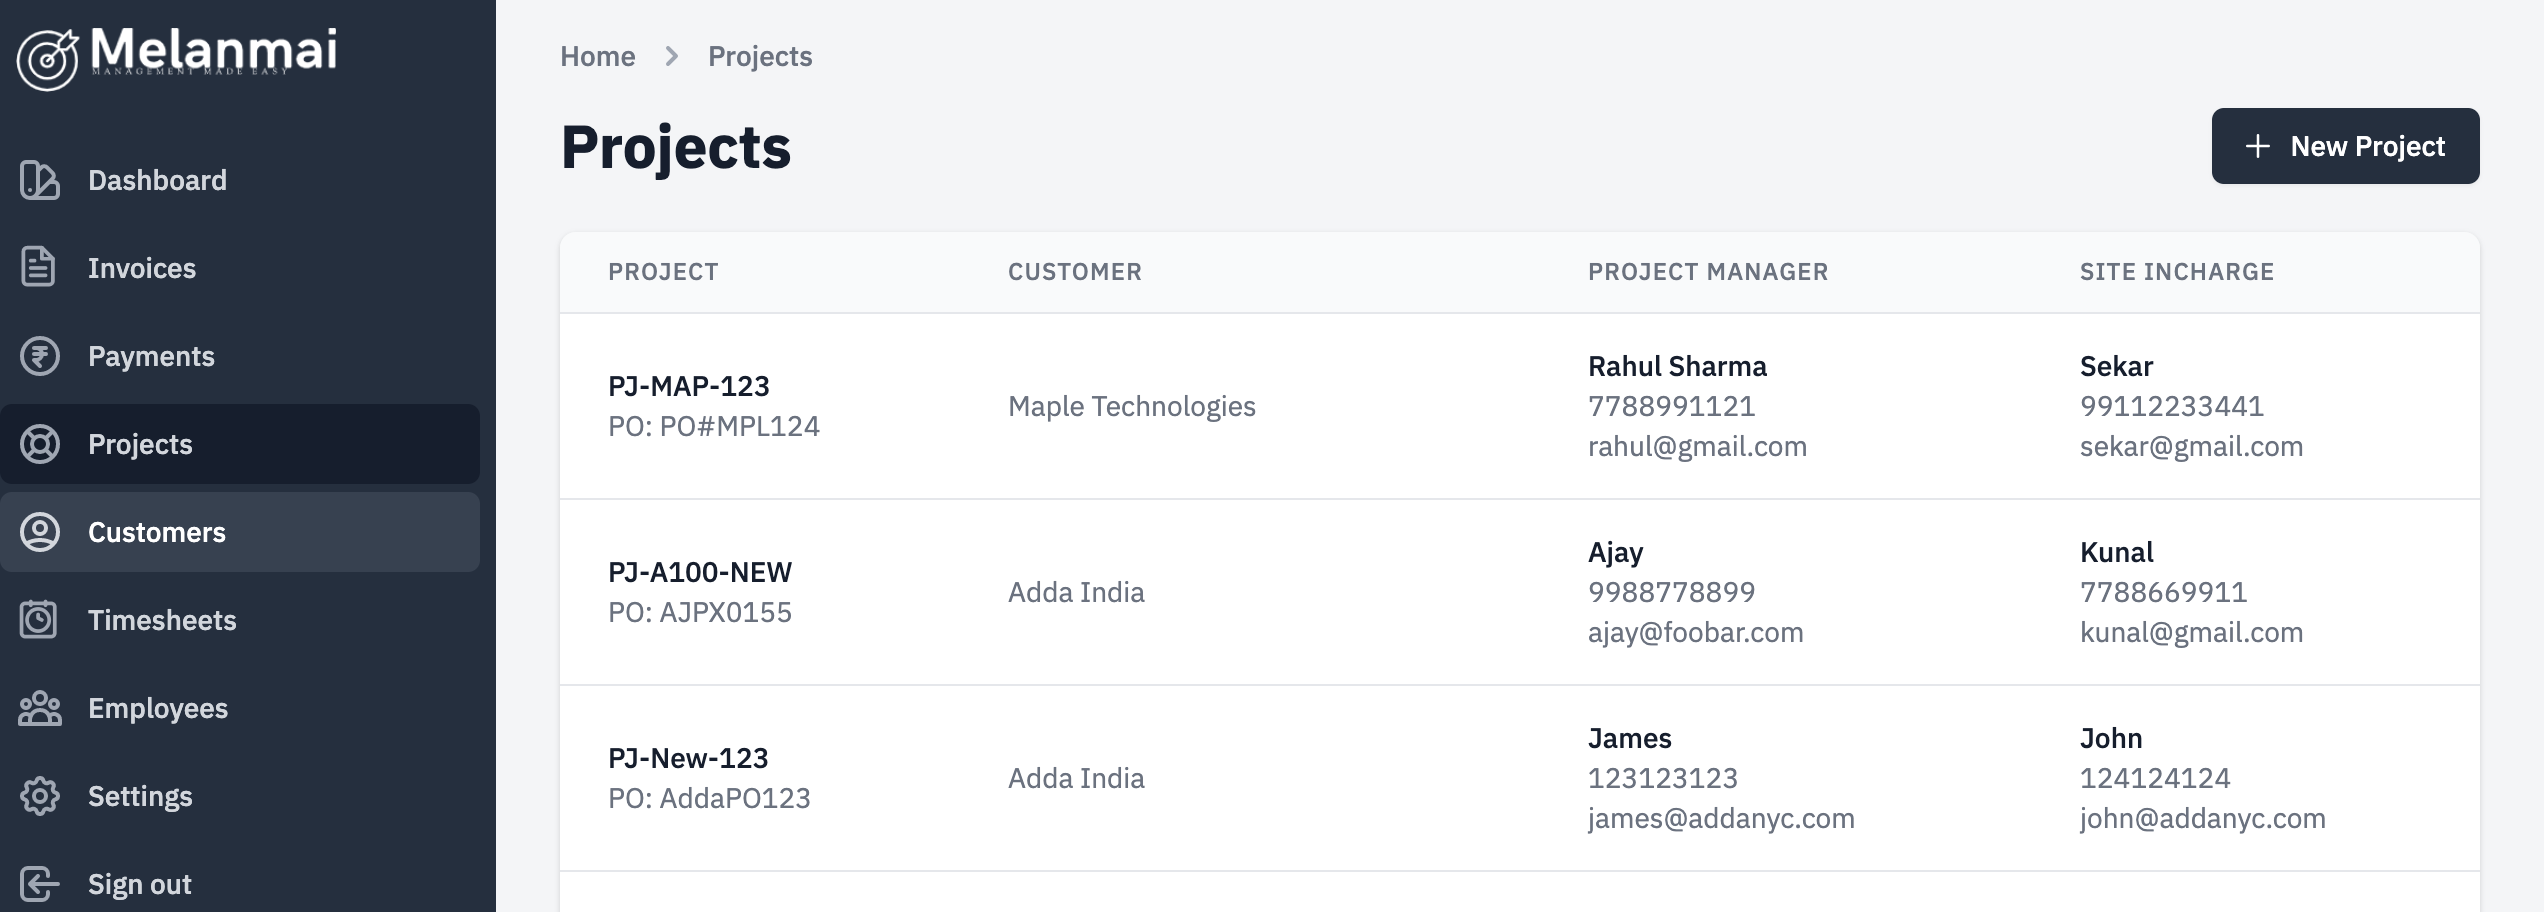 Melanmai
MANAGEMENT MADE EASY
Dashboard
Invoices
Payments
Projects
Customers
Timesheets
Employees
Settings
Sign out
Home > Projects
Projects
+ New Project
PROJECT CUSTOMER PROJECT MANAGER SITE INCHARGE
PJ-MAP-123
PO: PO#MPL124
Maple Technologies
Rahul Sharma
7788991121
rahul@gmail.com
Sekar
99112233441
sekar@gmail.com
PJ-A100-NEW
PO: AJPX0155
Adda India
Ajay
9988778899
ajay@foobar.com
Kunal
7788669911
kunal@gmail.com
PJ-New-123
PO: AddaPO123
Adda India
James
123123123
james@addanyc.com
John
124124124
john@addanyc.com